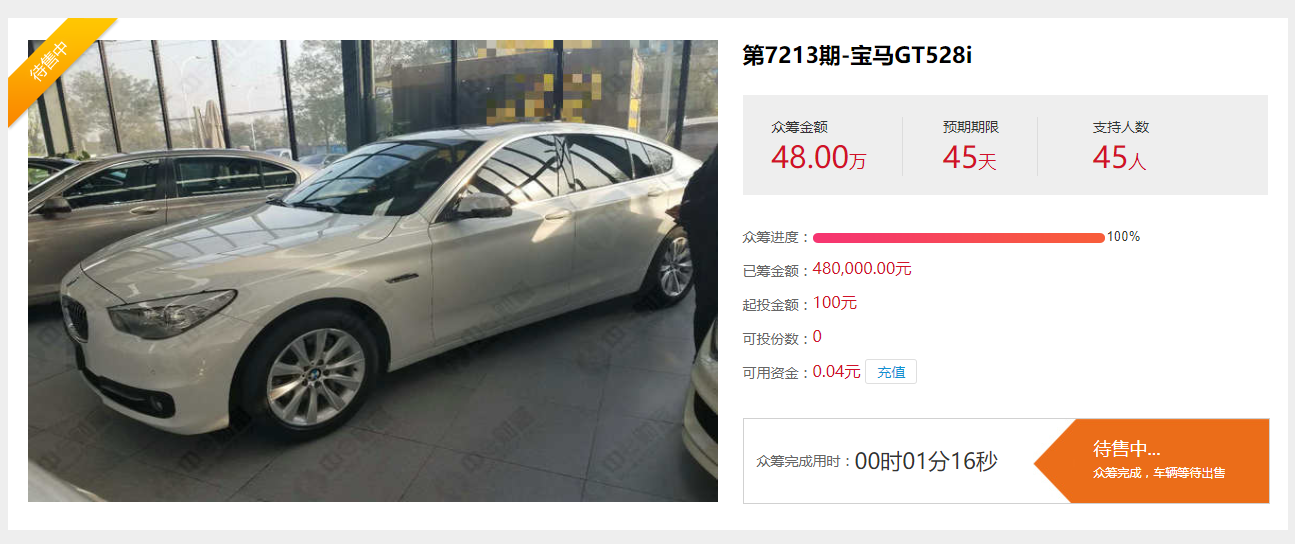 待售中
第7213期-宝马GT528i
众筹金额 预期期限 支持人数
48.00万 45天 45人
众筹进度：100%
已筹金额：480,000.00元
起投金额：100元
可投份数：0
可用资金：0.04元 充值
众筹完成用时：00时01分16秒
待售中...
众筹完成，车辆等待出售